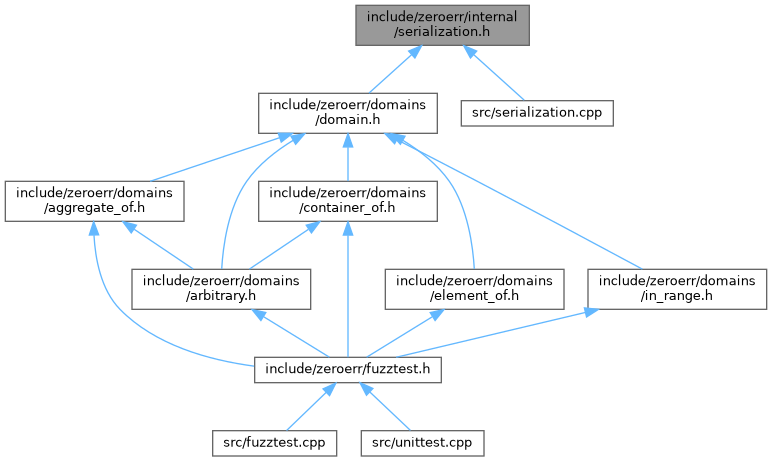 include/zeroerr/internal
/serialization.h
include/zeroerr/domains
/domain.h
src/serialization.cpp
include/zeroerr/domains
/aggregate_of.h
include/zeroerr/domains
/container_of.h
include/zeroerr/domains
/arbitrary.h
include/zeroerr/domains
/element_of.h
include/zeroerr/domains
/in_range.h
include/zeroerr/fuzztest.h
src/fuzztest.cpp
src/unittest.cpp